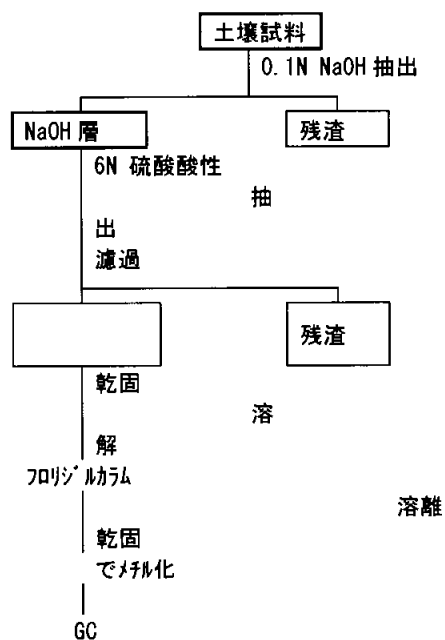 土壌試料
0.1N NaOH 抽出
NaOH 層
残渣
6N 硫酸酸性
抽
出
濾過
残渣
乾固
溶
解
フロリジルカラム
溶離
乾固
でメチル化
GC